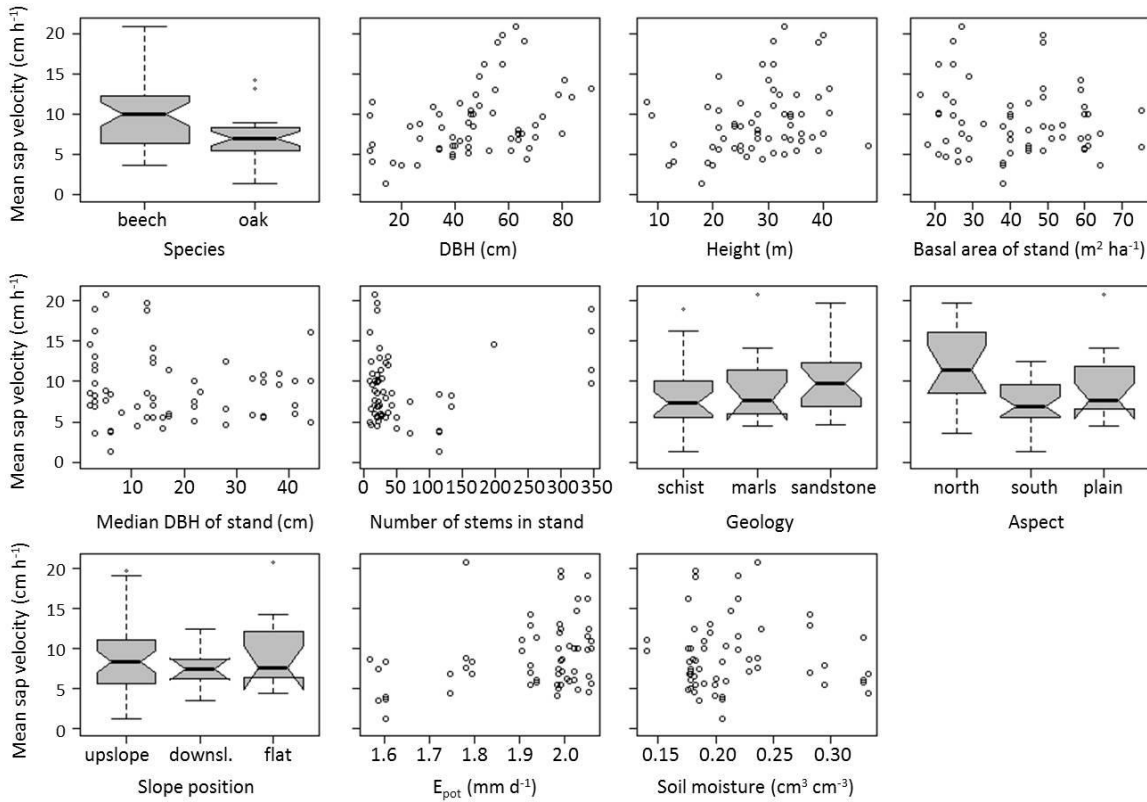 Mean sap velocity (cm h⁻¹)
20
15
10
5
0
beech oak
Species
20 40 60 80
DBH (cm)
10 20 30 40
Height (m)
20 30 40 50 60 70
Basal area of stand (m² ha⁻¹)
Mean sap velocity (cm h⁻¹)
20
15
10
5
0
10 20 30 40
Median DBH of stand (cm)
0 50 100 150 200 250 300 350
Number of stems in stand
schist marls sandstone
Geology
north south plain
Aspect
Mean sap velocity (cm h⁻¹)
20
15
10
5
0
upslope downsl. flat
Slope position
1.6 1.7 1.8 1.9 2.0
Epot (mm d⁻¹)
0.15 0.20 0.25 0.30
Soil moisture (cm³ cm⁻³)